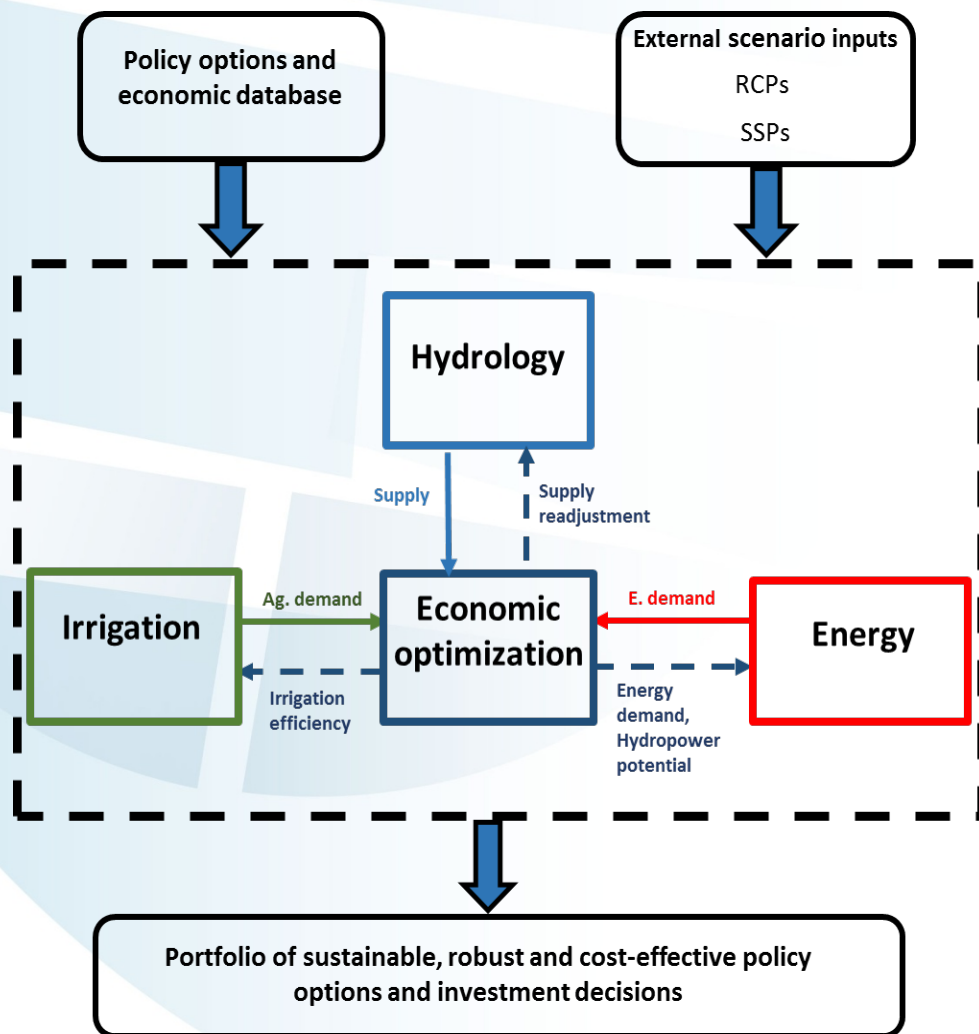 Policy options and
economic database
External scenario inputs
RCPs
SSPs
Hydrology
Supply
Supply
readjustment
Irrigation
Ag. demand
Irrigation
efficiency
Economic
optimization
E. demand
Energy
demand,
Hydropower
potential
Energy
Portfolio of sustainable, robust and cost-effective policy
options and investment decisions